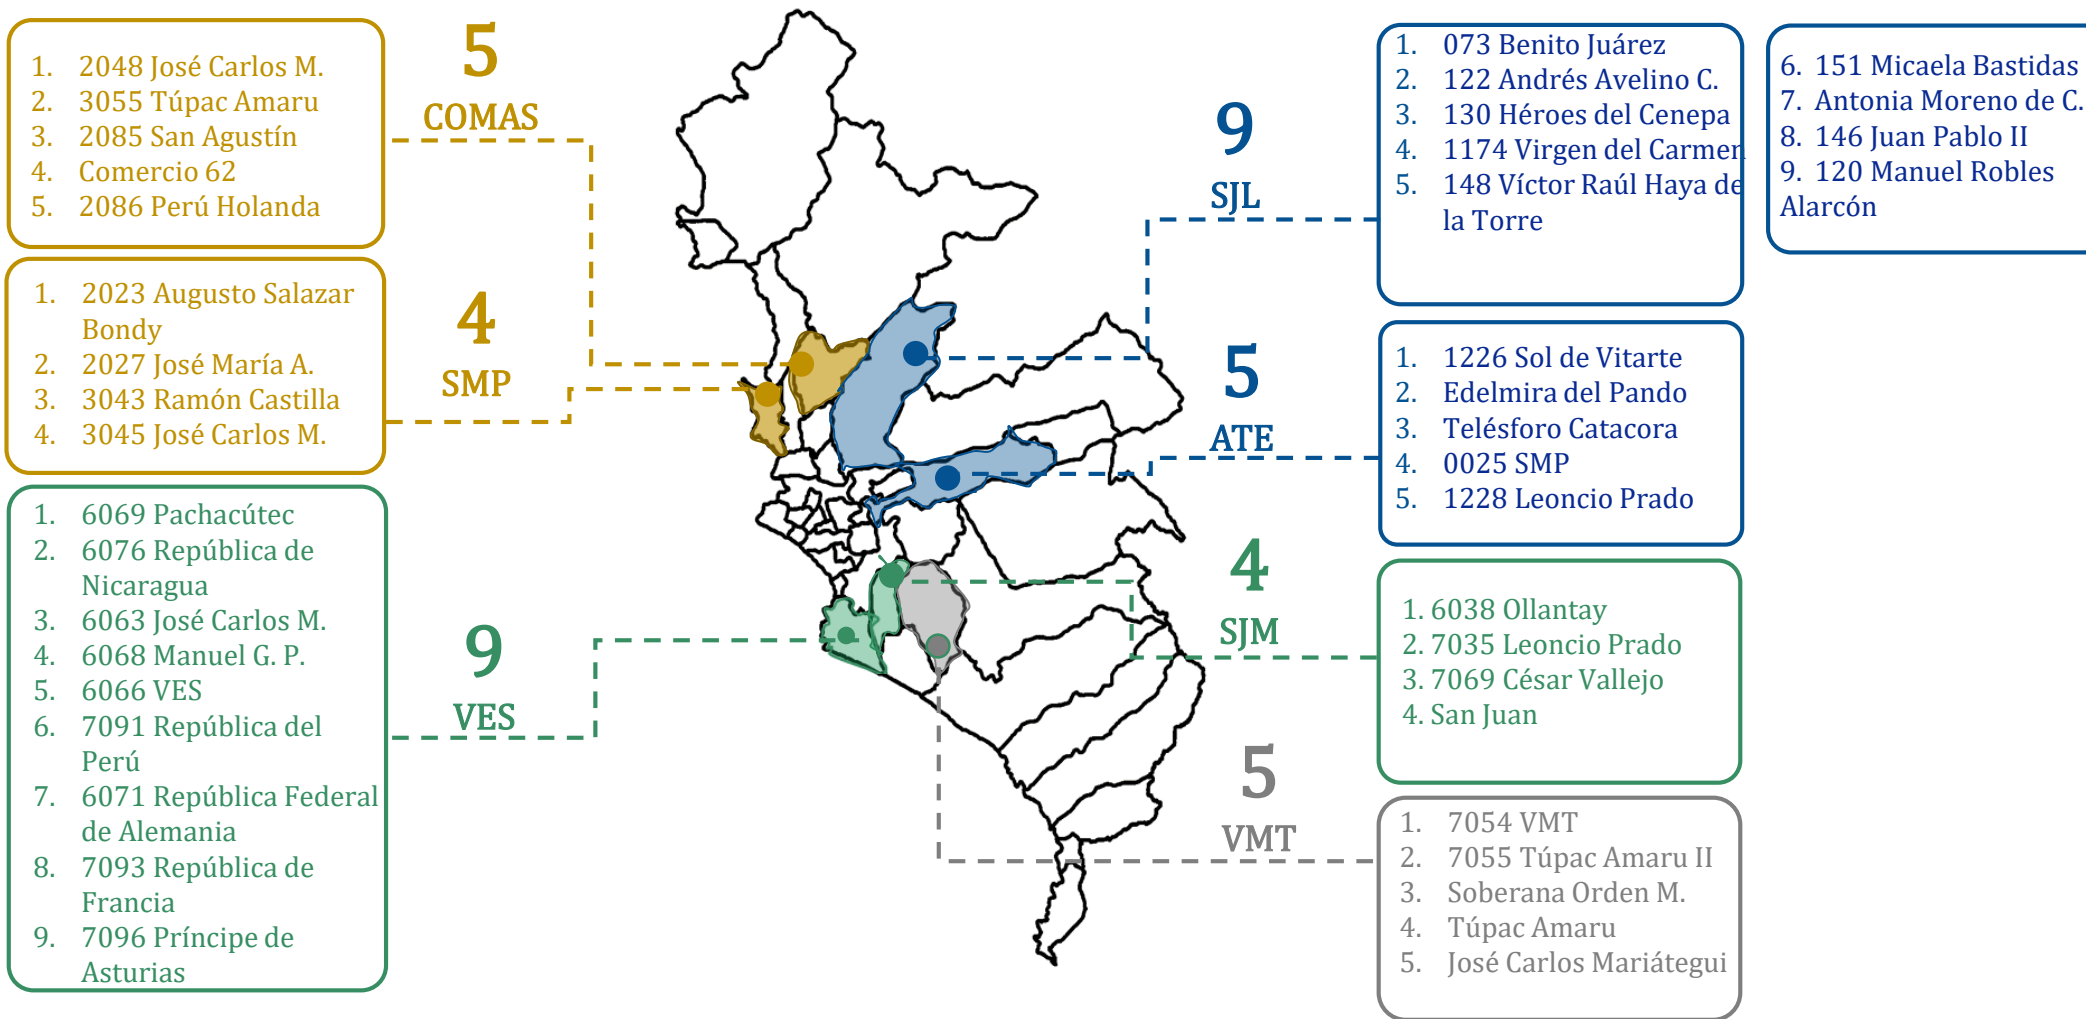 5
COMAS
1. 2048 José Carlos M.
2. 3055 Túpac Amaru
3. 2085 San Agustín
4. Comercio 62
5. 2086 Perú Holanda
4
SMP
1. 2023 Augusto Salazar
Bondy
2. 2027 José María A.
3. 3043 Ramón Castilla
4. 3045 José Carlos M.
9
VES
1. 6069 Pachacútec
2. 6076 República de
Nicaragua
3. 6063 José Carlos M.
4. 6068 Manuel G. P.
5. 6066 VES
6. 7091 República del
Perú
7. 6071 República Federal
de Alemania
8. 7093 República de
Francia
9. 7096 Príncipe de
Asturias
9
SJL
1. 073 Benito Juárez
2. 122 Andrés Avelino C.
3. 130 Héroes del Cenepa
4. 1174 Virgen del Carmen
5. 148 Víctor Raúl Haya de
la Torre
6. 151 Micaela Bastidas
7. Antonia Moreno de C.
8. 146 Juan Pablo II
9. 120 Manuel Robles
Alarcón
5
ATE
1. 1226 Sol de Vitarte
2. Edelmira del Pando
3. Telésforo Catacora
4. 0025 SMP
5. 1228 Leoncio Prado
4
SJM
1. 6038 Ollantay
2. 7035 Leoncio Prado
3. 7069 César Vallejo
4. San Juan
5
VMT
1. 7054 VMT
2. 7055 Túpac Amaru II
3. Soberana Orden M.
4. Túpac Amaru
5. José Carlos Mariátegui